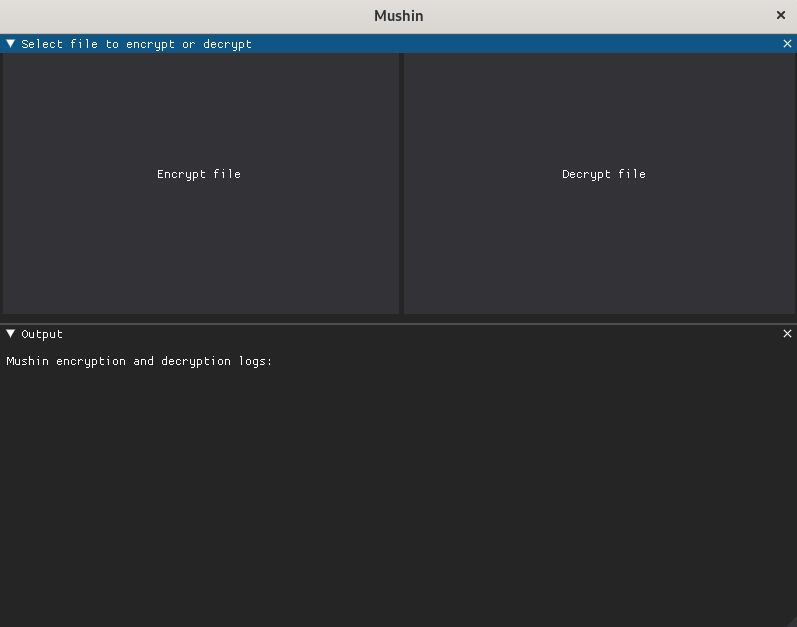 Mushin
Select file to encrypt or decrypt
Encrypt file
Decrypt file
Output
Mushin encryption and decryption logs: